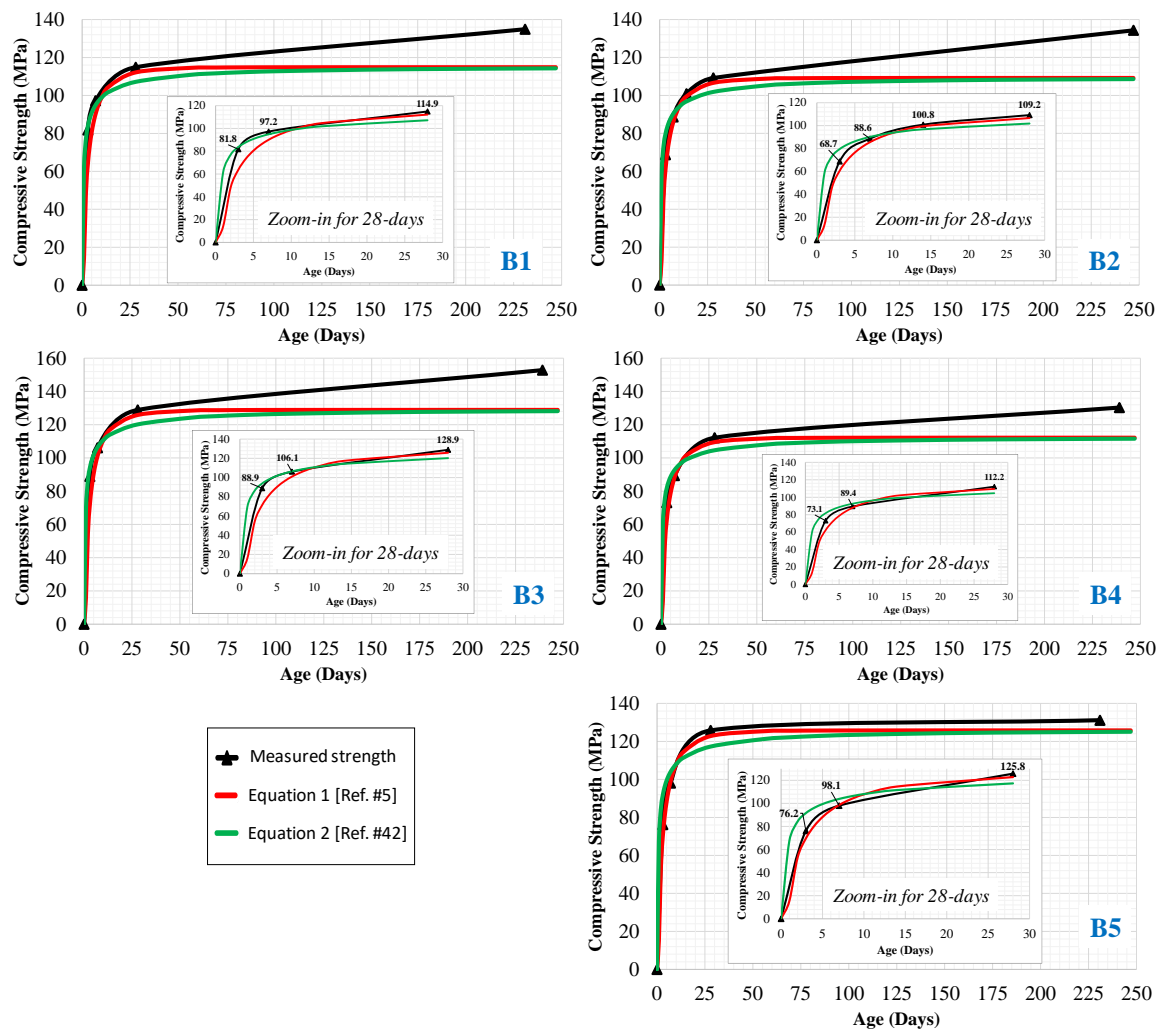 Compressive Strength (MPa)
140
120
100
80
60
40
20
0
0 25 50 75 100 125 150 175 200 225 250
Age (Days)
B1
Compressive Strength (MPa)
120
100
80
60
40
20
0
0 5 10 15 20 25 30
Age (Days)
81.8
97.2
114.9
Zoom-in for 28-days
Compressive Strength (MPa)
140
120
100
80
60
40
20
0
0 25 50 75 100 125 150 175 200 225 250
Age (Days)
B2
Compressive Strength (MPa)
120
100
80
60
40
20
0
0 5 10 15 20 25 30
Age (Days)
68.7
88.6
100.8
109.2
Zoom-in for 28-days
Compressive Strength (MPa)
160
140
120
100
80
60
40
20
0
0 25 50 75 100 125 150 175 200 225 250
Age (Days)
B3
Compressive Strength (MPa)
140
120
100
80
60
40
20
0
0 5 10 15 20 25 30
Age (Days)
88.9
106.1
128.9
Zoom-in for 28-days
Compressive Strength (MPa)
160
140
120
100
80
60
40
20
0
0 25 50 75 100 125 150 175 200 225 250
Age (Days)
B4
Compressive Strength (MPa)
140
120
100
80
60
40
20
0
0 5 10 15 20 25 30
Age (Days)
73.1
89.4
112.2
Zoom-in for 28-days
Measured strength
Equation 1 [Ref. #5]
Equation 2 [Ref. #42]
Compressive Strength (MPa)
140
120
100
80
60
40
20
0
0 25 50 75 100 125 150 175 200 225 250
Age (Days)
B5
Compressive Strength (MPa)
120
100
80
60
40
20
0
0 5 10 15 20 25 30
Age (Days)
76.2
98.1
125.8
Zoom-in for 28-days